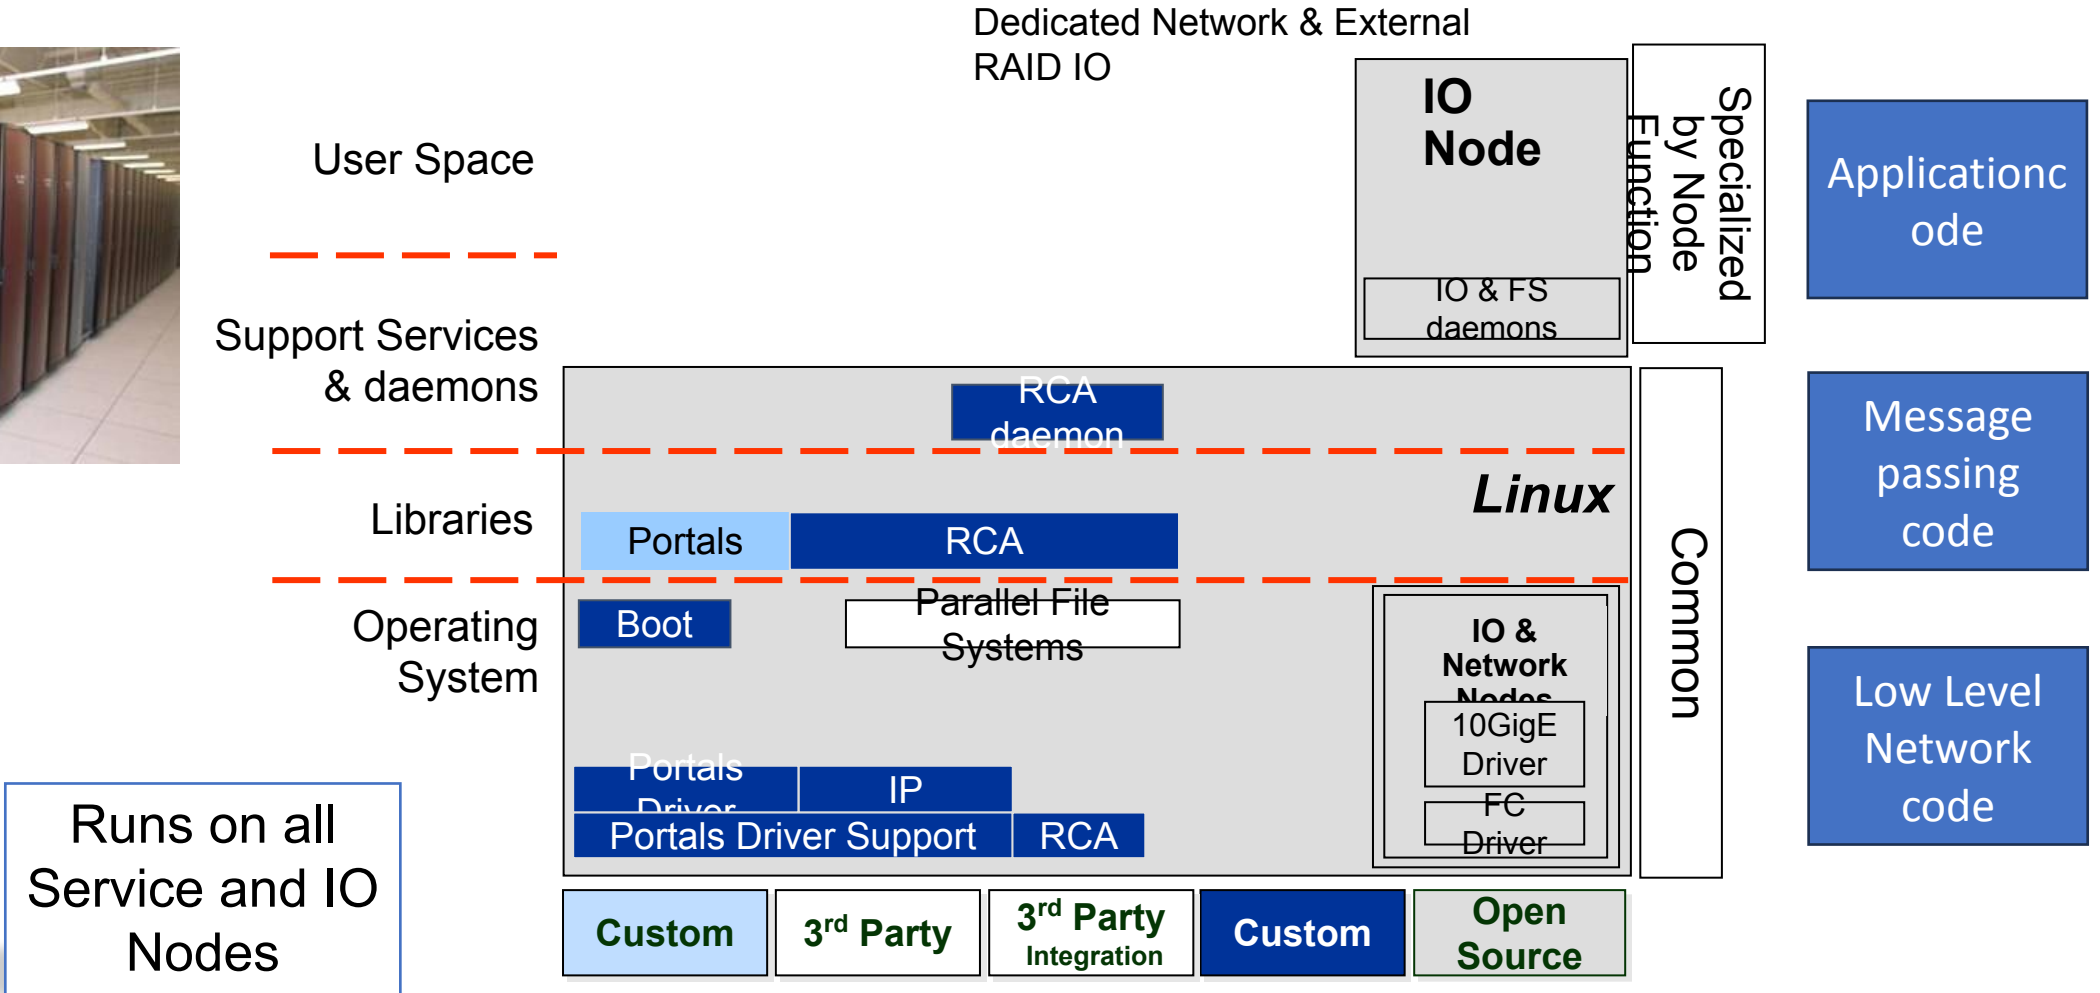 Dedicated Network & External
RAID IO
IO
Node
Specialized
by Node
Function
User Space
IO & FS
daemons
Applicationc
ode
Support Services
& daemons
RCA
daemon
Message
passing
code
Linux
Libraries
Portals
RCA
Common
Operating
System
Boot
Parallel File
Systems
IO &
Network
Nodes
10GigE
Driver
FC
Driver
Low Level
Network
code
Portals
Driver
IP
Portals Driver Support
RCA
Runs on all
Service and IO
Nodes
Custom
3rd Party
3rd Party
Integration
Custom
Open
Source